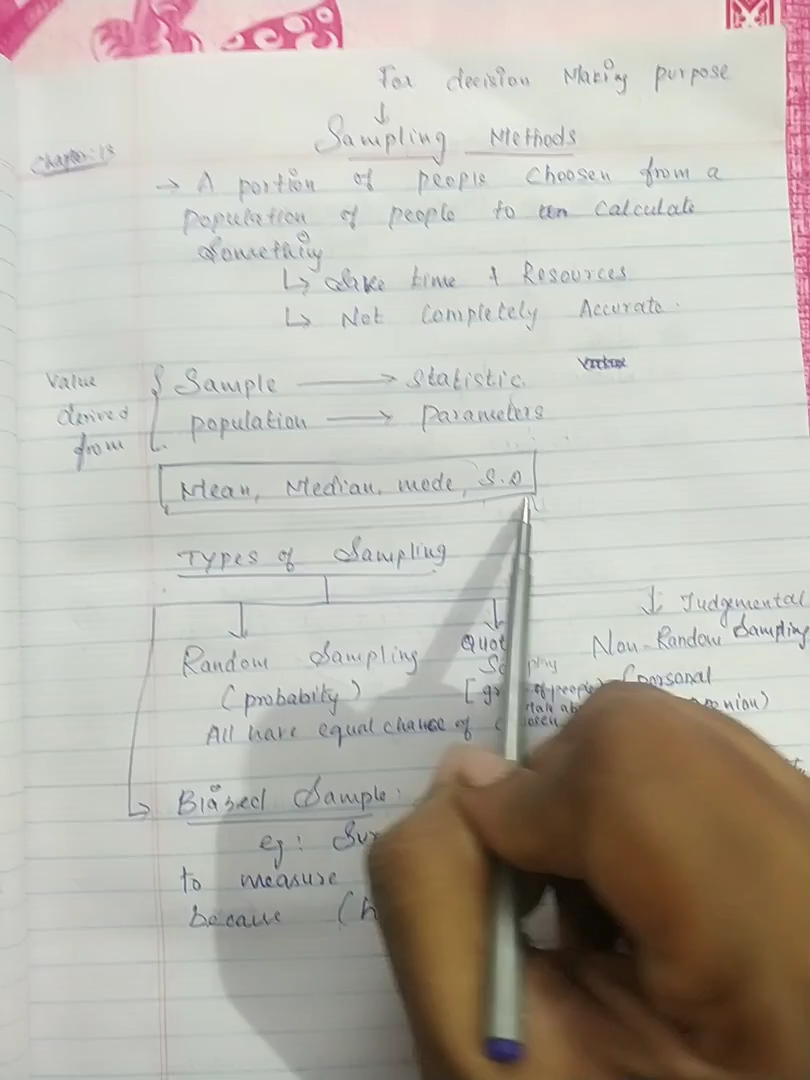 For decision Making purpose
↓
Sampling Methods
Chapter: 13
→ A portion of people choosen from a
population of people to calculate
something
↳ Save time & Resources
↳ Not Completely Accurate.
Value derived from
Sample → Statistic.
population → Parameters
Mean, Median, mode, S.D
Types of Sampling
↓ Judgemental
Random Sampling
(probabity)
All have equal chance of
Non-Random Sampling
(personal
Biased Sample:
eg:
to measure
because